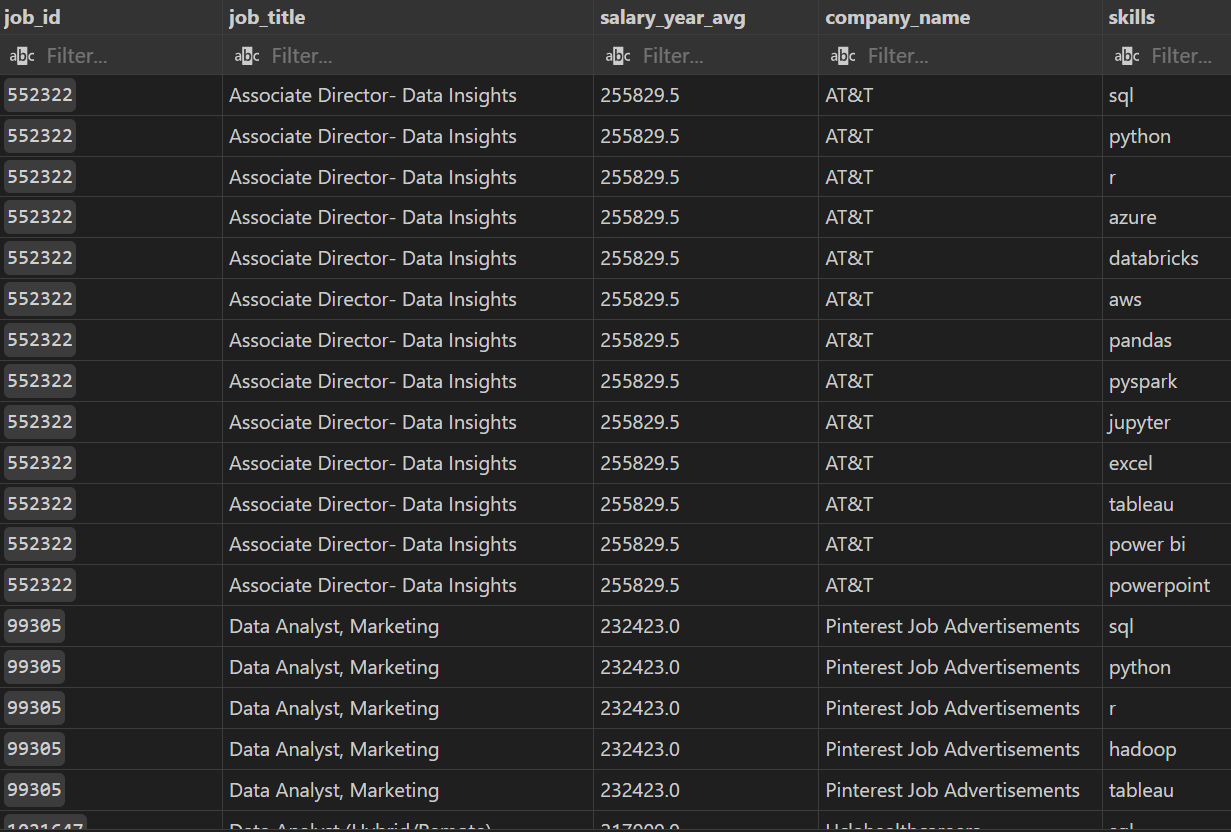 job_id job_title salary_year_avg company_name skills
abc Filter... abc Filter... abc Filter... abc Filter... abc Filter...
552322 Associate Director- Data Insights 255829.5 AT&T sql
552322 Associate Director- Data Insights 255829.5 AT&T python
552322 Associate Director- Data Insights 255829.5 AT&T r
552322 Associate Director- Data Insights 255829.5 AT&T azure
552322 Associate Director- Data Insights 255829.5 AT&T databricks
552322 Associate Director- Data Insights 255829.5 AT&T aws
552322 Associate Director- Data Insights 255829.5 AT&T pandas
552322 Associate Director- Data Insights 255829.5 AT&T pyspark
552322 Associate Director- Data Insights 255829.5 AT&T jupyter
552322 Associate Director- Data Insights 255829.5 AT&T excel
552322 Associate Director- Data Insights 255829.5 AT&T tableau
552322 Associate Director- Data Insights 255829.5 AT&T power bi
552322 Associate Director- Data Insights 255829.5 AT&T powerpoint
99305 Data Analyst, Marketing 232423.0 Pinterest Job Advertisements sql
99305 Data Analyst, Marketing 232423.0 Pinterest Job Advertisements python
99305 Data Analyst, Marketing 232423.0 Pinterest Job Advertisements r
99305 Data Analyst, Marketing 232423.0 Pinterest Job Advertisements hadoop
99305 Data Analyst, Marketing 232423.0 Pinterest Job Advertisements tableau
Data Analyst (Hybrid/Remote)